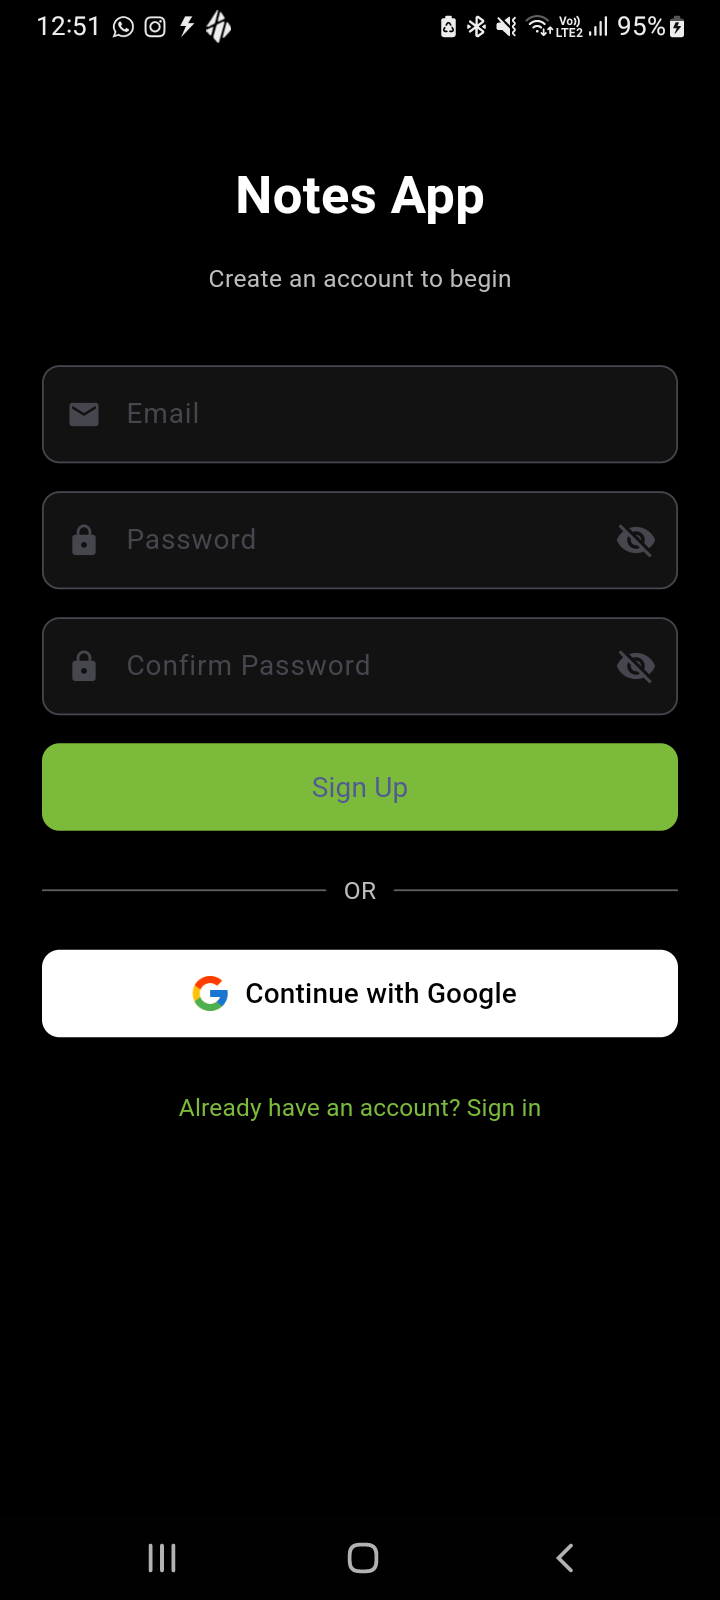 12:51 Vo)) LTE2 95%
Notes App
Create an account to begin
Email
Password
Confirm Password
Sign Up
OR
Continue with Google
Already have an account? Sign in